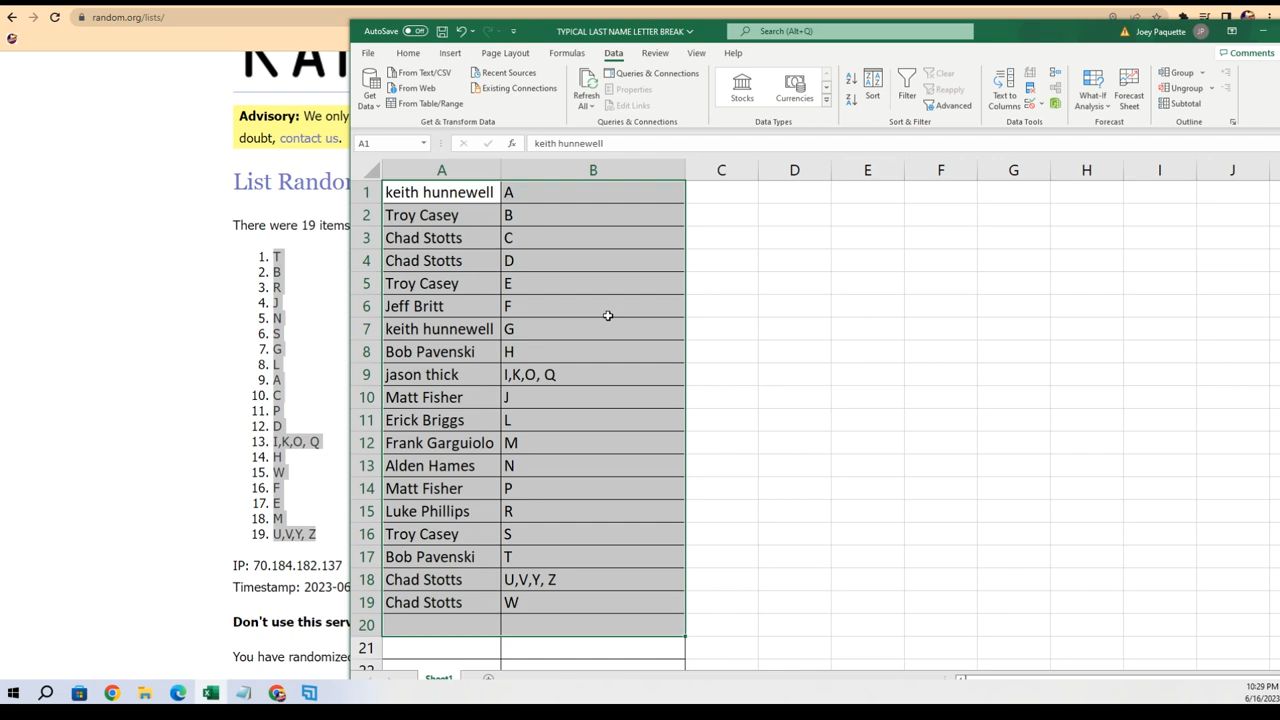 random.org/lists/
AutoSave Off
TYPICAL LAST NAME LETTER BREAK
Search (Alt+Q)
Joey Paquette JP
File Home Insert Page Layout Formulas Data Review View Help
Comments
Get Data
From Text/CSV
From Web
From Table/Range
Recent Sources
Existing Connections
Get & Transform Data
Refresh All
Queries & Connections
Properties
Edit Links
Queries & Connections
Stocks
Currencies
Data Types
Sort
Filter
Clear
Reapply
Advanced
Sort & Filter
Text to Columns
Data Tools
What-If Analysis
Forecast Sheet
Forecast
Group
Ungroup
Subtotal
Outline
A1
fx
keith hunnewell
A B C D E F G H I J
1 keith hunnewell A
2 Troy Casey B
3 Chad Stotts C
4 Chad Stotts D
5 Troy Casey E
6 Jeff Britt F
7 keith hunnewell G
8 Bob Pavenski H
9 jason thick I,K,O, Q
10 Matt Fisher J
11 Erick Briggs L
12 Frank Garguiolo M
13 Alden Hames N
14 Matt Fisher P
15 Luke Phillips R
16 Troy Casey S
17 Bob Pavenski T
18 Chad Stotts U,V,Y, Z
19 Chad Stotts W
20
21
22
Sheet1
Advisory: We only
doubt, contact us.
List Randon
There were 19 items
1. T
2. B
3. R
4. J
5. N
6. S
7. G
8. L
9. A
10. C
11. P
12. D
13. I,K,O, Q
14. H
15. W
16. F
17. E
18. M
19. U,V,Y, Z
IP: 70.184.182.137
Timestamp: 2023-06
Don't use this serv
You have randomized
10:29 PM
6/16/2023